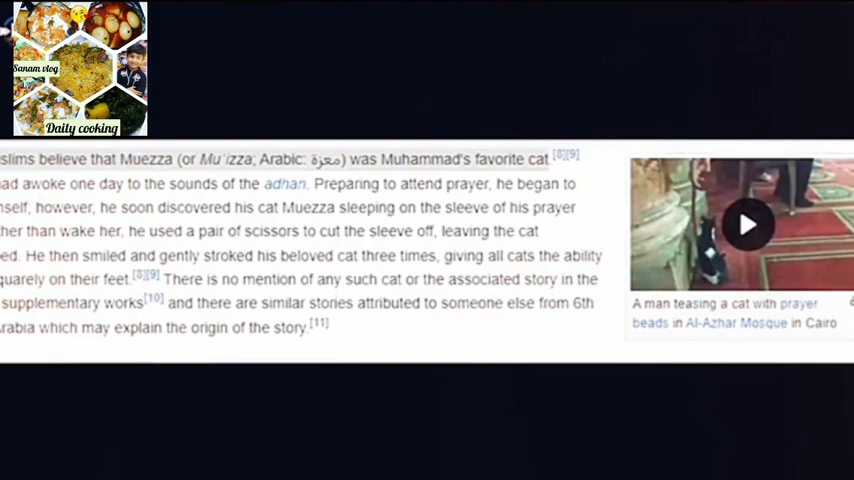 Sanam vlog
Daily cooking
slims believe that Muezza (or Mu`izza; Arabic: معزة) was Muhammad's favorite cat [8][9]
ad awoke one day to the sounds of the adhan. Preparing to attend prayer, he began to
nself, however, he soon discovered his cat Muezza sleeping on the sleeve of his prayer
ther than wake her, he used a pair of scissors to cut the sleeve off, leaving the cat
ed. He then smiled and gently stroked his beloved cat three times, giving all cats the ability
quarely on their feet.[8][9] There is no mention of any such cat or the associated story in the
supplementary works[10] and there are similar stories attributed to someone else from 6th
rabia which may explain the origin of the story.[11]
A man teasing a cat with prayer
beads in Al-Azhar Mosque in Cairo